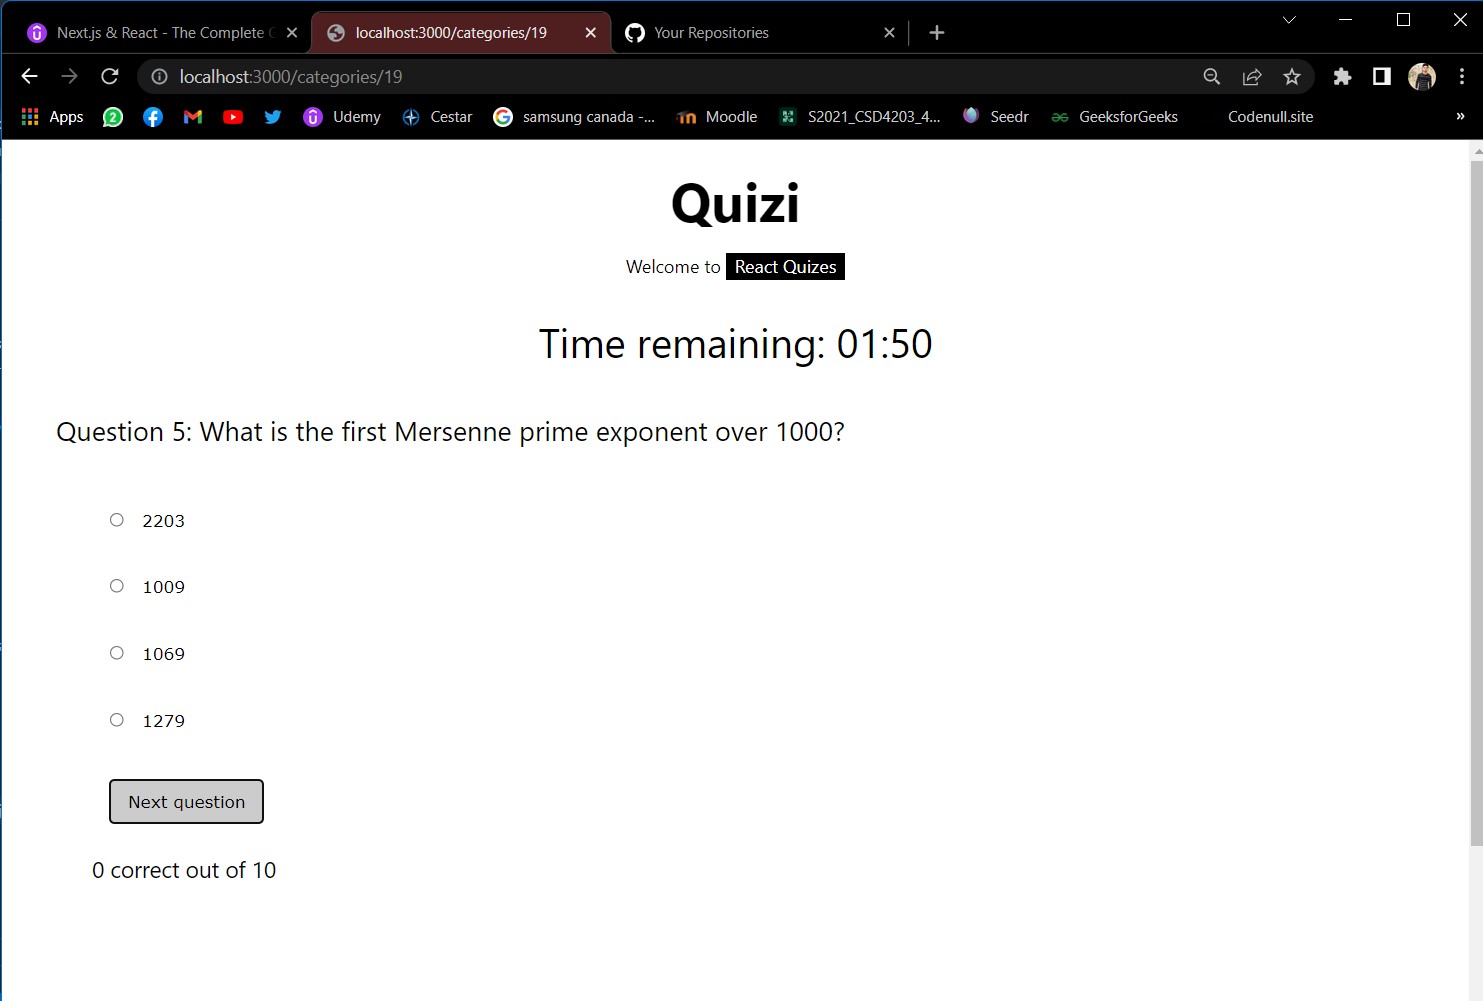 Next.js & React - The Complete
localhost:3000/categories/19
Your Repositories
localhost:3000/categories/19
Apps
2
Udemy
Cestar
samsung canada -...
Moodle
S2021_CSD4203_4...
Seedr
GeeksforGeeks
Codenull.site
»
Quizi
Welcome to React Quizes
Time remaining: 01:50
Question 5: What is the first Mersenne prime exponent over 1000?
2203
1009
1069
1279
Next question
0 correct out of 10